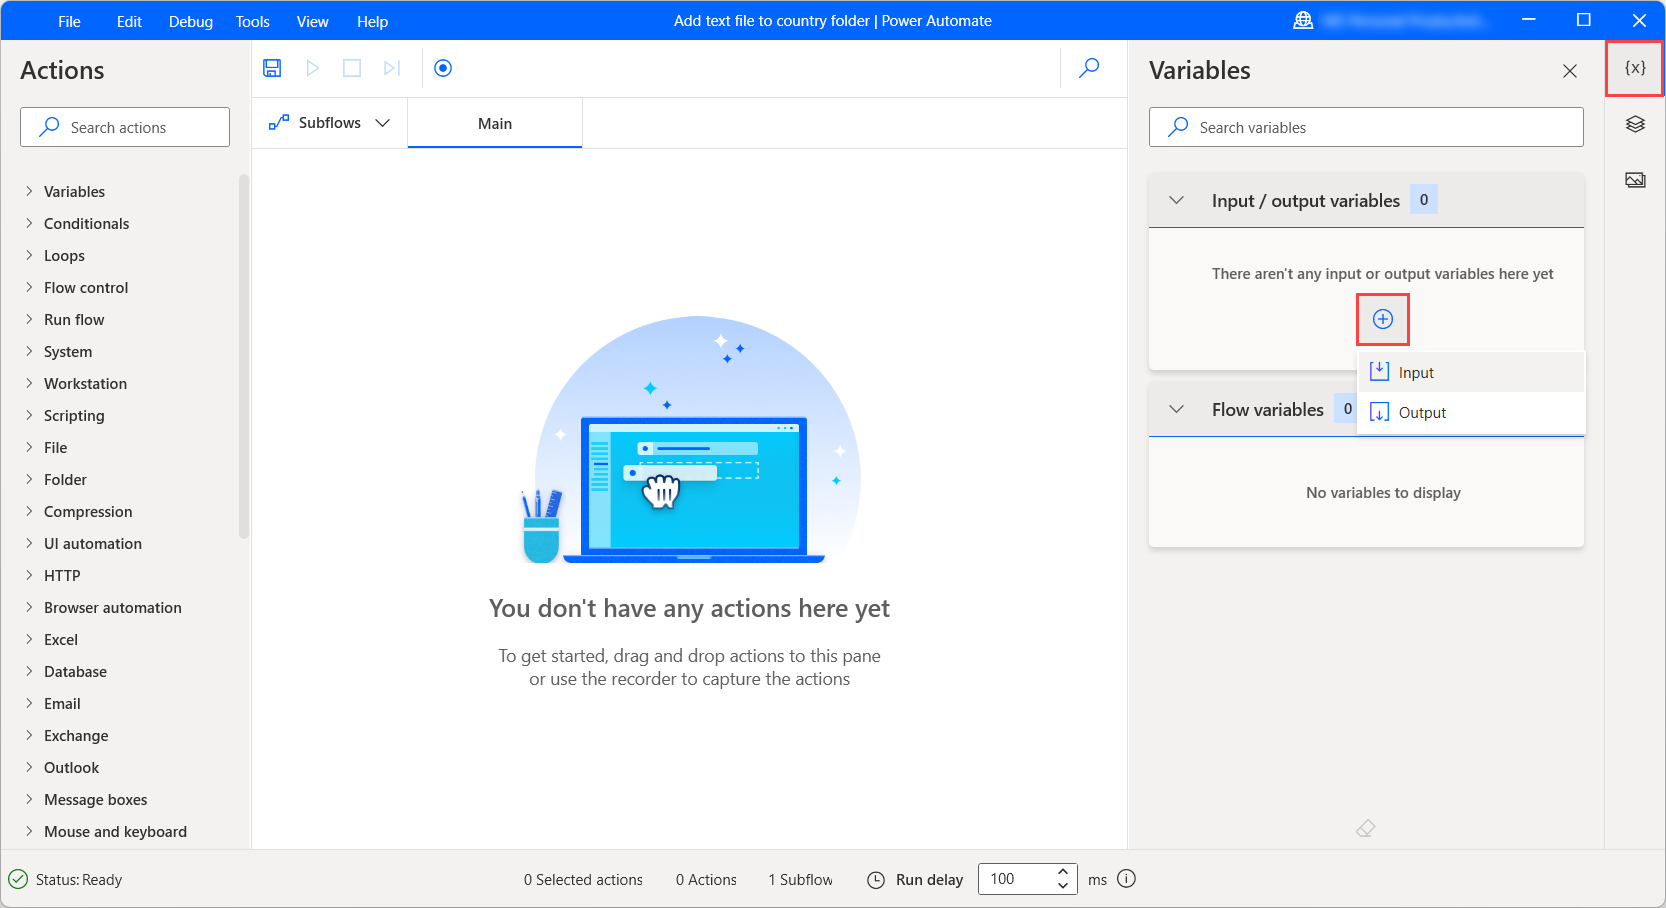 File Edit Debug Tools View Help
Add text file to country folder | Power Automate
Actions
Search actions
Variables
Conditionals
Loops
Flow control
Run flow
System
Workstation
Scripting
File
Folder
Compression
UI automation
HTTP
Browser automation
Excel
Database
Email
Exchange
Outlook
Message boxes
Mouse and keyboard
Subflows
Main
You don't have any actions here yet
To get started, drag and drop actions to this pane
or use the recorder to capture the actions
Variables
{x}
Search variables
Input / output variables 0
There aren't any input or output variables here yet
Input
Output
Flow variables 0
No variables to display
Status: Ready
0 Selected actions 0 Actions 1 Subflow Run delay 100 ms